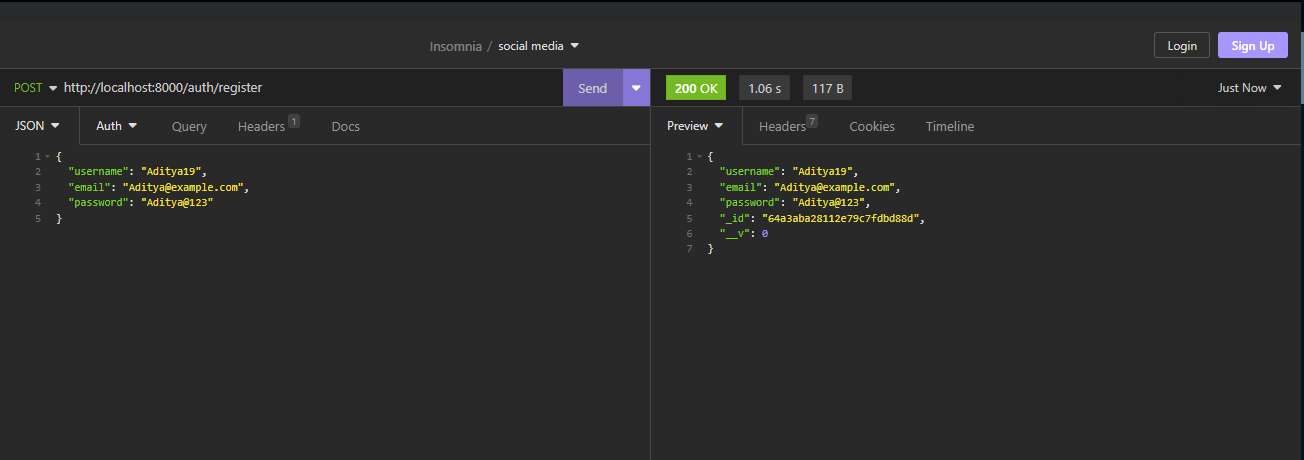 Insomnia / social media
Login
Sign Up
POST http://localhost:8000/auth/register
Send
200 OK
1.06 s
117 B
Just Now
JSON
Auth
Query
Headers 1
Docs
1 {
2 "username": "Aditya19",
3 "email": "Aditya@example.com",
4 "password": "Aditya@123"
5 }
Preview
Headers 7
Cookies
Timeline
1 {
2 "username": "Aditya19",
3 "email": "Aditya@example.com",
4 "password": "Aditya@123",
5 "_id": "64a3aba28112e79c7fdbd88d",
6 "__v": 0
7 }